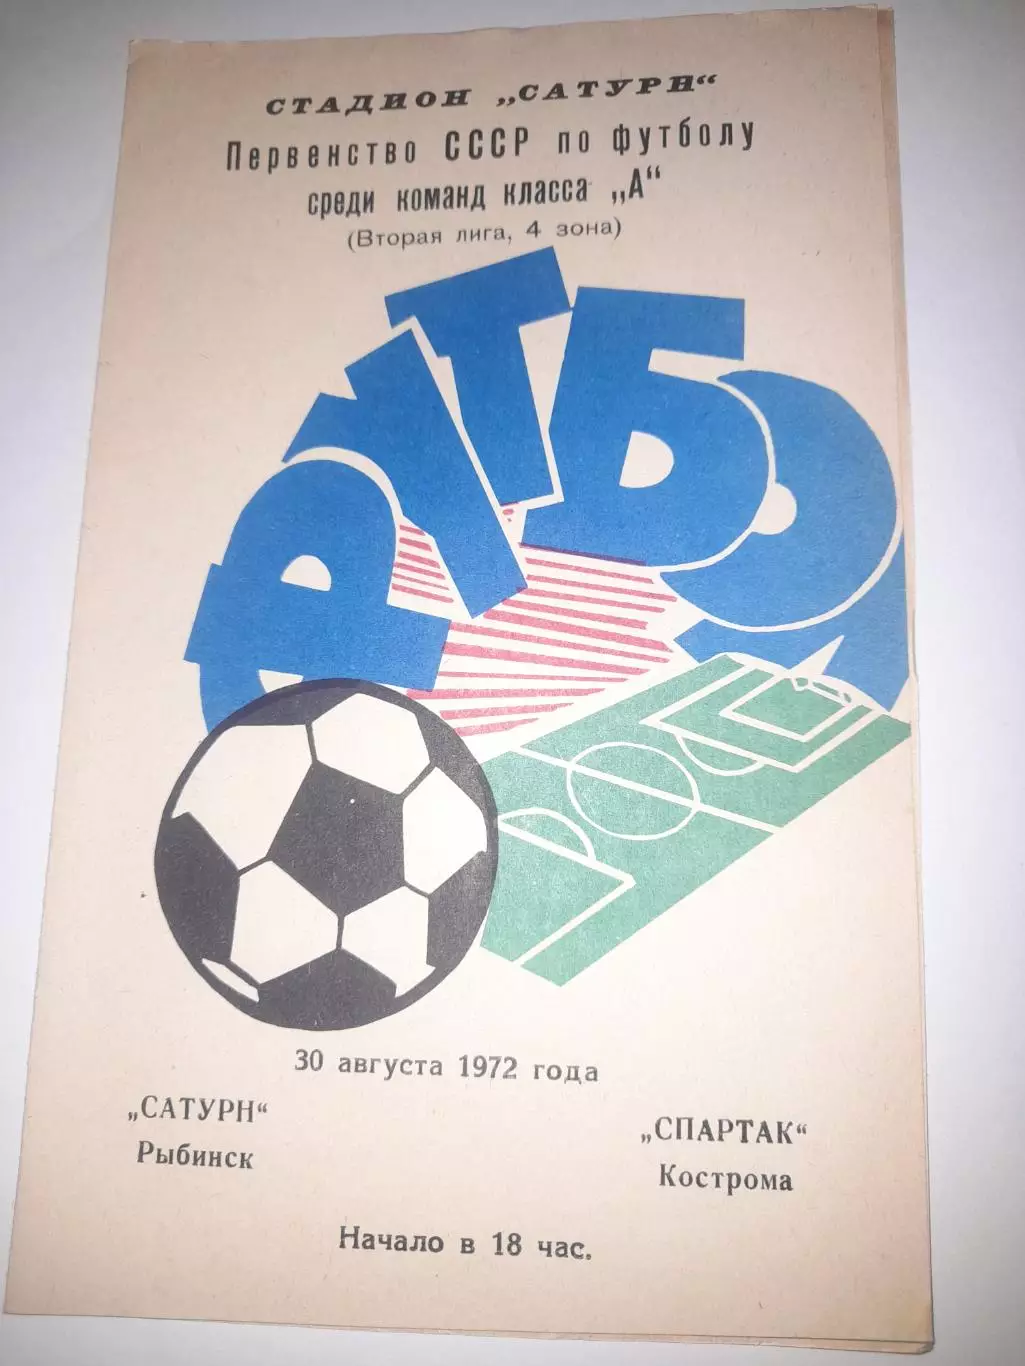 СТАДИОН „САТУРН“
Первенство СССР по футболу
среди команд класса „А“
(Вторая лига, 4 зона)
ФУТБОЛ
30 августа 1972 года
„САТУРН“
Рыбинск
„СПАРТАК“
Кострома
Начало в 18 час.